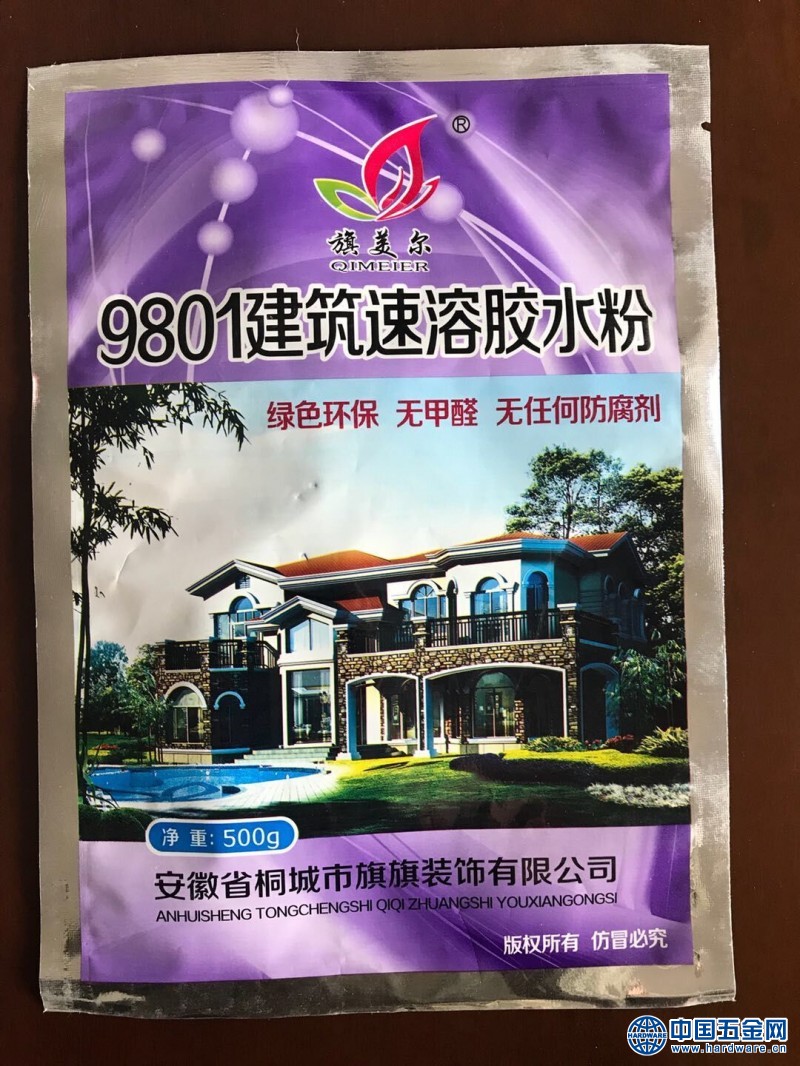 ®
旗美尔
QIMEIER
9801建筑速溶胶水粉
绿色环保 无甲醛 无任何防腐剂
净 重: 500g
安徽省桐城市旗旗装饰有限公司
ANHUISHENG TONGCHENGSHI QIQI ZHUANGSHI YOUXIANGONGSI
版权所有 仿冒必究
HARDWARE
中国五金网
www.hardware.cn